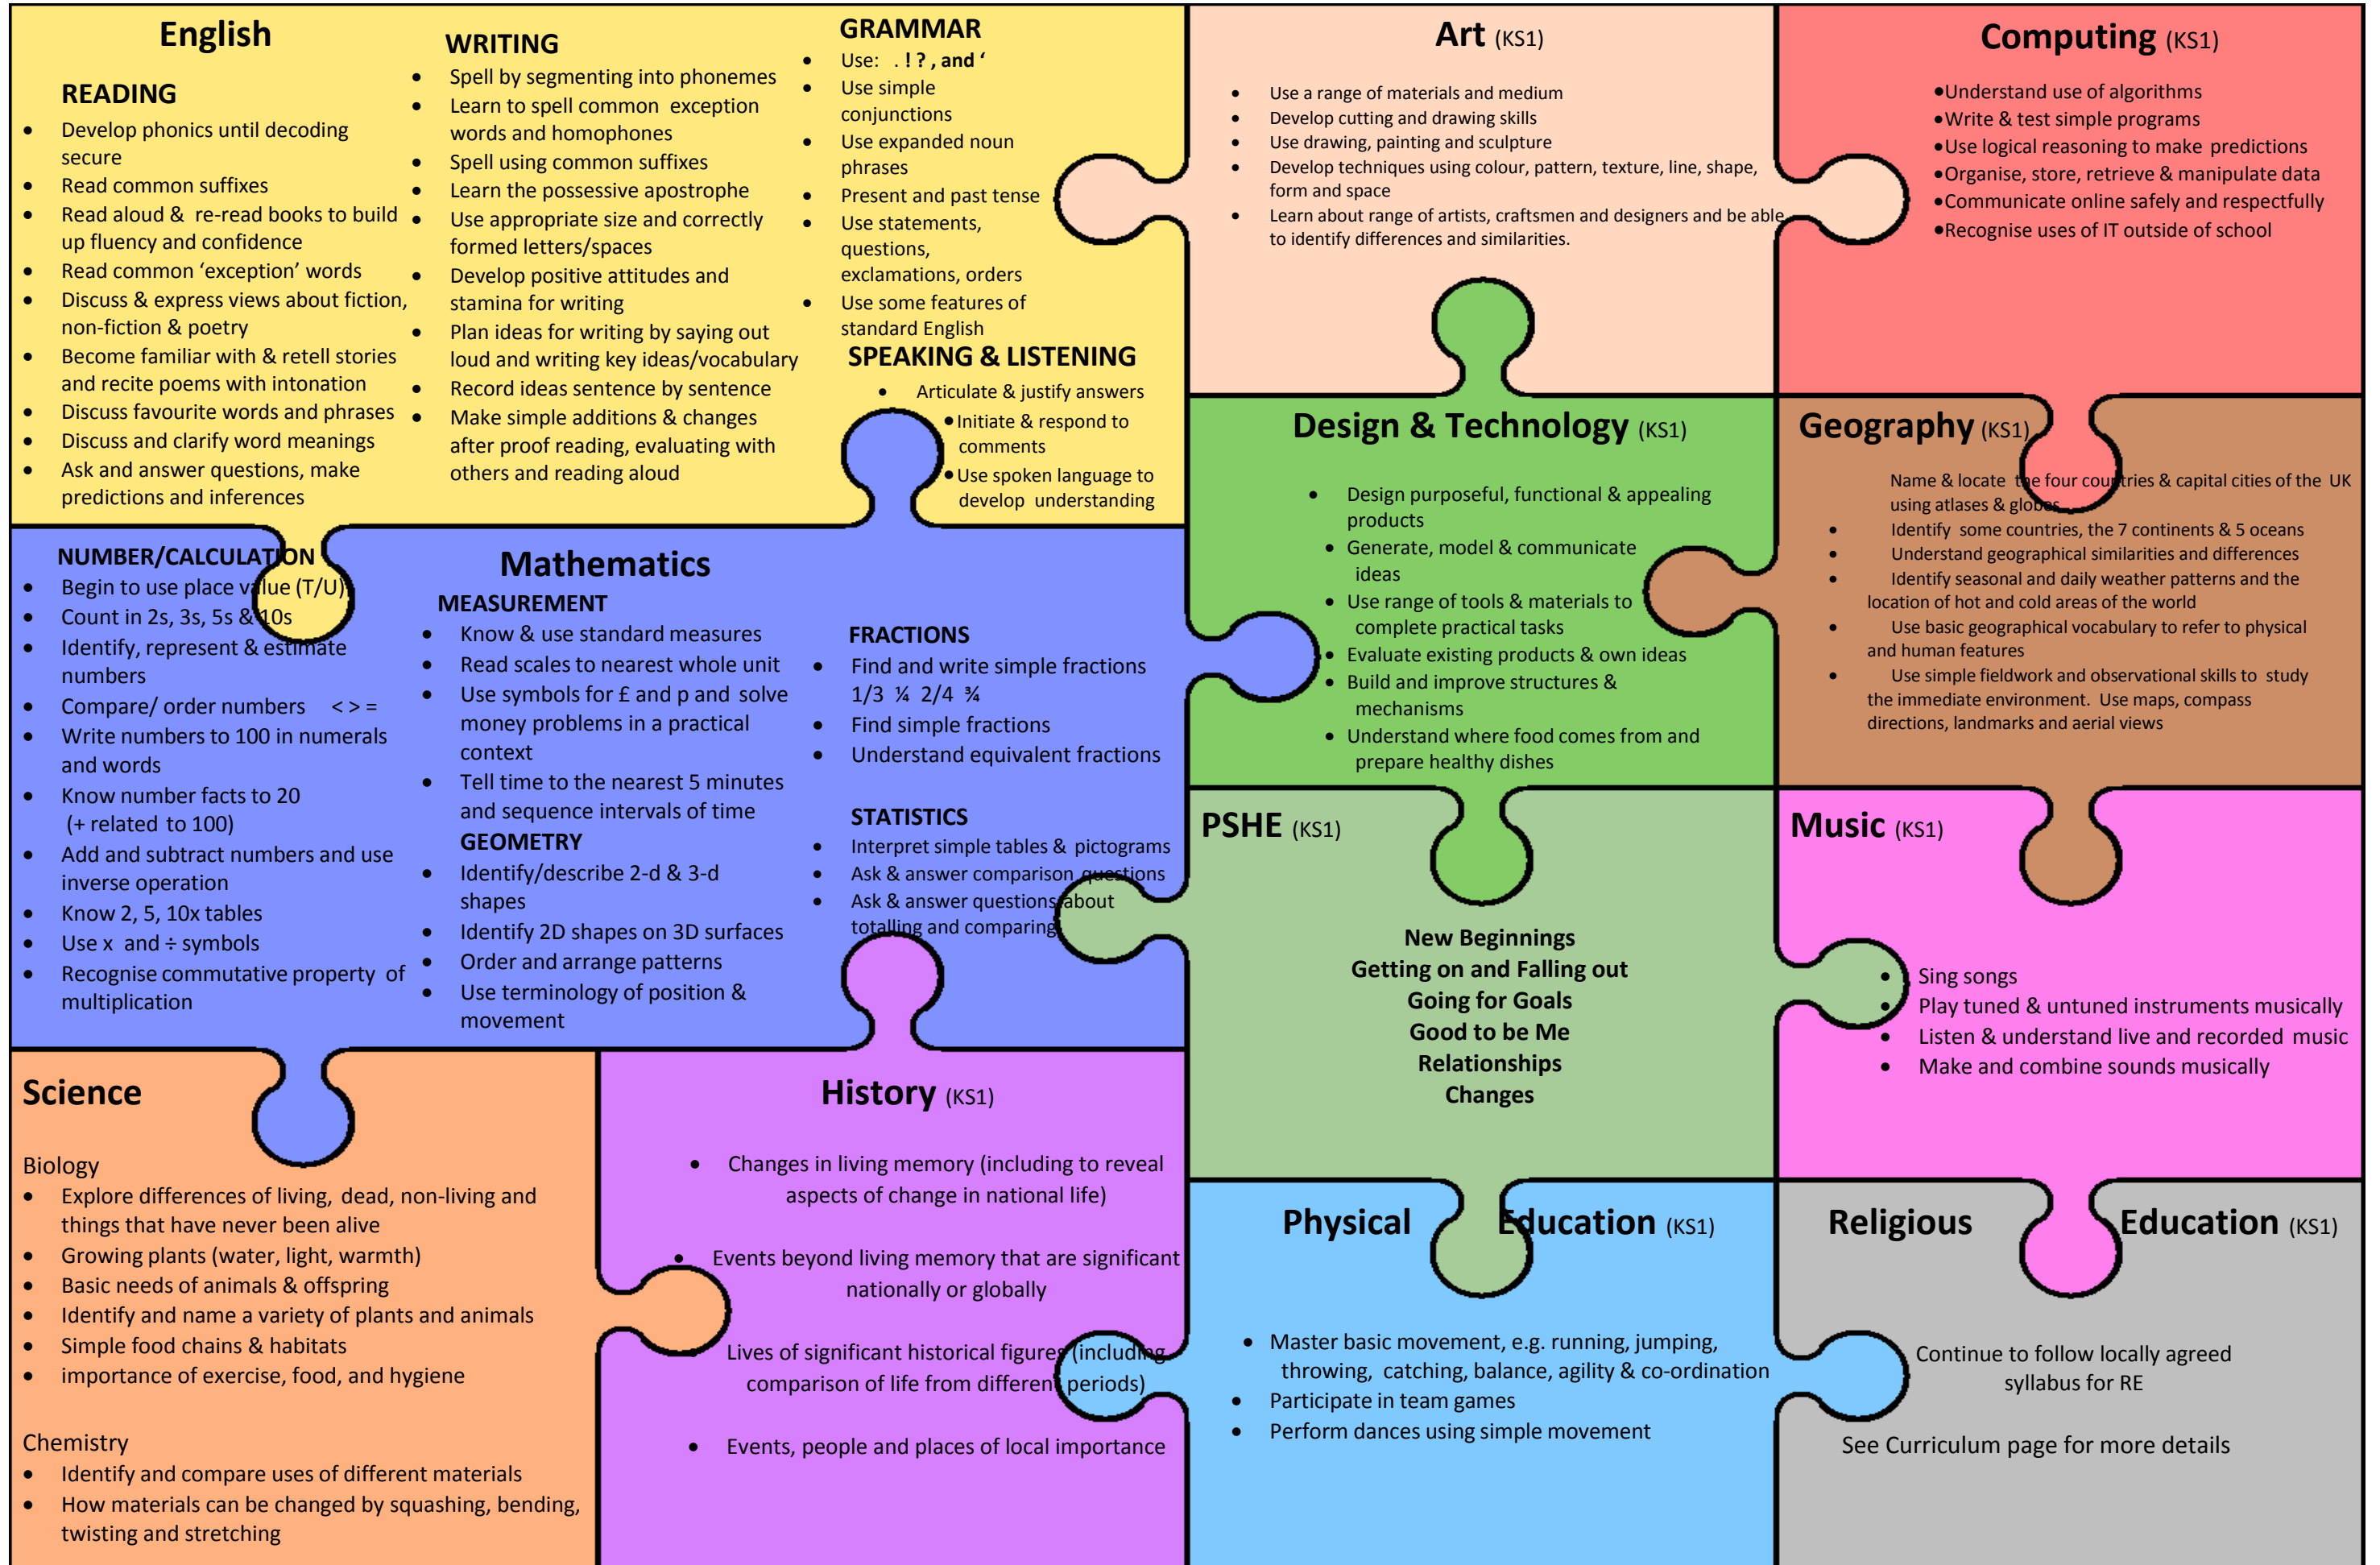 English
READING
• Develop phonics until decoding
secure
• Read common suffixes
• Read aloud & re-read books to build
up fluency and confidence
• Read common ‘exception’ words
• Discuss & express views about fiction,
non-fiction & poetry
• Become familiar with & retell stories
and recite poems with intonation
• Discuss favourite words and phrases
• Discuss and clarify word meanings
• Ask and answer questions, make
predictions and inferences
WRITING
• Spell by segmenting into phonemes
• Learn to spell common exception
words and homophones
• Spell using common suffixes
• Learn the possessive apostrophe
• Use appropriate size and correctly
formed letters/spaces
• Develop positive attitudes and
stamina for writing
• Plan ideas for writing by saying out
loud and writing key ideas/vocabulary
• Record ideas sentence by sentence
• Make simple additions & changes
after proof reading, evaluating with
others and reading aloud
GRAMMAR
• Use: . ! ? , and ‘
• Use simple
conjunctions
• Use expanded noun
phrases
• Present and past tense
• Use statements,
questions,
exclamations, orders
• Use some features of
standard English
SPEAKING & LISTENING
• Articulate & justify answers
• Initiate & respond to
comments
• Use spoken language to
develop understanding
Art (KS1)
• Use a range of materials and medium
• Develop cutting and drawing skills
• Use drawing, painting and sculpture
• Develop techniques using colour, pattern, texture, line, shape,
form and space
• Learn about range of artists, craftsmen and designers and be able
to identify differences and similarities.
Computing (KS1)
•Understand use of algorithms
•Write & test simple programs
•Use logical reasoning to make predictions
•Organise, store, retrieve & manipulate data
•Communicate online safely and respectfully
•Recognise uses of IT outside of school
Mathematics
NUMBER/CALCULATION
• Begin to use place value (T/U)
• Count in 2s, 3s, 5s & 10s
• Identify, represent & estimate
numbers
• Compare/ order numbers < > =
• Write numbers to 100 in numerals
and words
• Know number facts to 20
(+ related to 100)
• Add and subtract numbers and use
inverse operation
• Know 2, 5, 10x tables
• Use x and ÷ symbols
• Recognise commutative property of
multiplication
MEASUREMENT
• Know & use standard measures
• Read scales to nearest whole unit
• Use symbols for £ and p and solve
money problems in a practical
context
• Tell time to the nearest 5 minutes
and sequence intervals of time
GEOMETRY
• Identify/describe 2-d & 3-d
shapes
• Identify 2D shapes on 3D surfaces
• Order and arrange patterns
• Use terminology of position &
movement
FRACTIONS
• Find and write simple fractions
1/3 ¼ 2/4 ¾
• Find simple fractions
• Understand equivalent fractions
STATISTICS
• Interpret simple tables & pictograms
• Ask & answer comparison questions
• Ask & answer questions about
totalling and comparing
Design & Technology (KS1)
• Design purposeful, functional & appealing
products
• Generate, model & communicate
ideas
• Use range of tools & materials to
complete practical tasks
• Evaluate existing products & own ideas
• Build and improve structures &
mechanisms
• Understand where food comes from and
prepare healthy dishes
Geography (KS1)
Name & locate the four countries & capital cities of the UK
using atlases & globes
• Identify some countries, the 7 continents & 5 oceans
• Understand geographical similarities and differences
• Identify seasonal and daily weather patterns and the
location of hot and cold areas of the world
• Use basic geographical vocabulary to refer to physical
and human features
• Use simple fieldwork and observational skills to study
the immediate environment. Use maps, compass
directions, landmarks and aerial views
PSHE (KS1)
New Beginnings
Getting on and Falling out
Going for Goals
Good to be Me
Relationships
Changes
Music (KS1)
• Sing songs
• Play tuned & untuned instruments musically
• Listen & understand live and recorded music
• Make and combine sounds musically
Science
Biology
• Explore differences of living, dead, non-living and
things that have never been alive
• Growing plants (water, light, warmth)
• Basic needs of animals & offspring
• Identify and name a variety of plants and animals
• Simple food chains & habitats
• importance of exercise, food, and hygiene
Chemistry
• Identify and compare uses of different materials
• How materials can be changed by squashing, bending,
twisting and stretching
History (KS1)
• Changes in living memory (including to reveal
aspects of change in national life)
• Events beyond living memory that are significant
nationally or globally
• Lives of significant historical figures (including
comparison of life from different periods)
• Events, people and places of local importance
Physical Education (KS1)
• Master basic movement, e.g. running, jumping,
throwing, catching, balance, agility & co-ordination
• Participate in team games
• Perform dances using simple movement
Religious Education (KS1)
Continue to follow locally agreed
syllabus for RE
See Curriculum page for more details